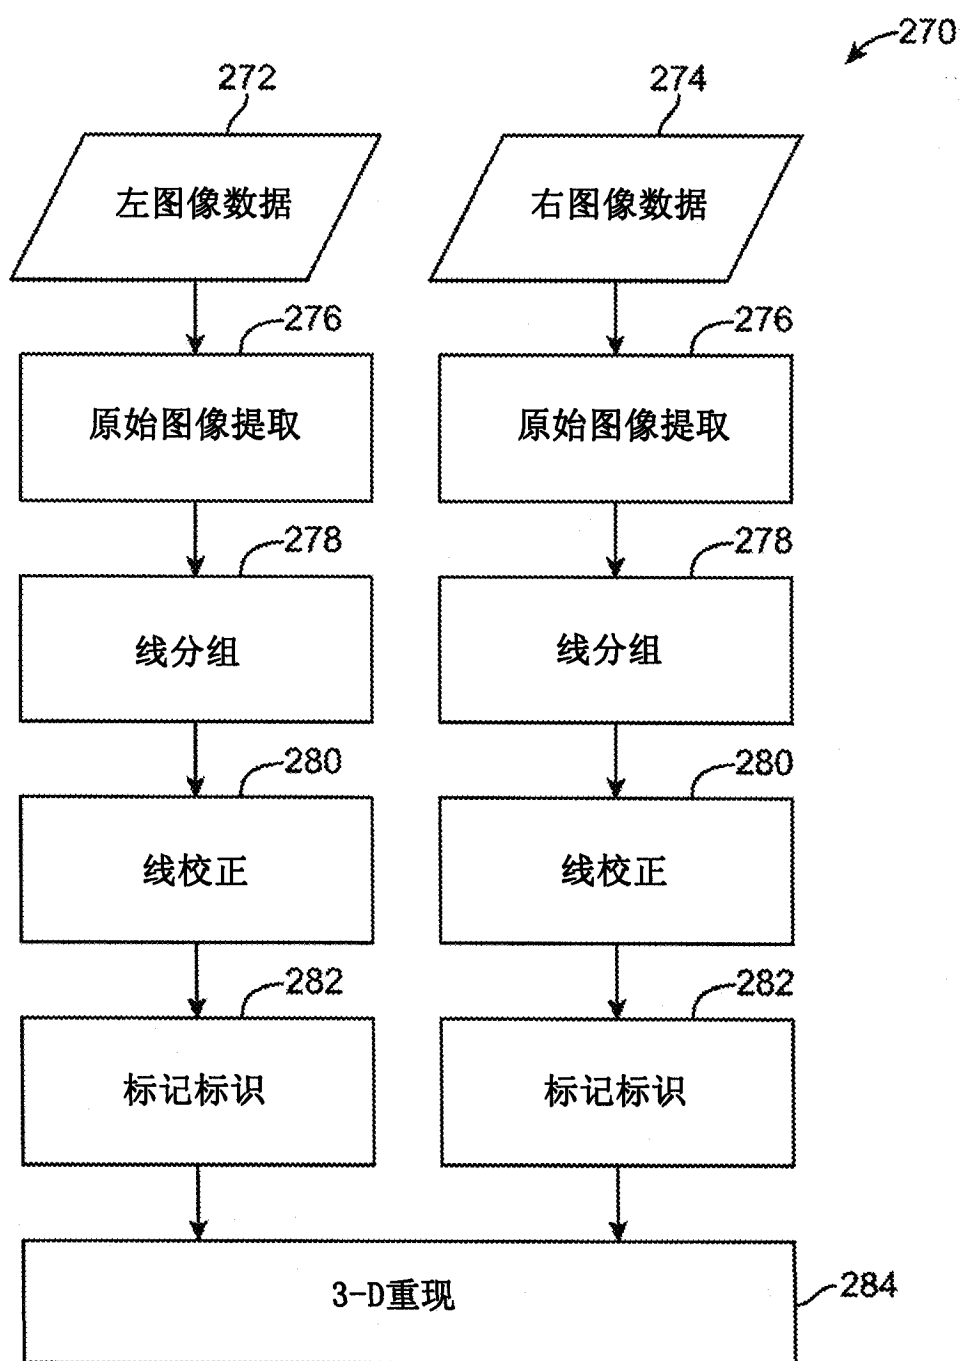 270
272
274
左图像数据
右图像数据
276
276
原始图像提取
原始图像提取
278
278
线分组
线分组
280
280
线校正
线校正
282
282
标记标识
标记标识
3-D重现
284